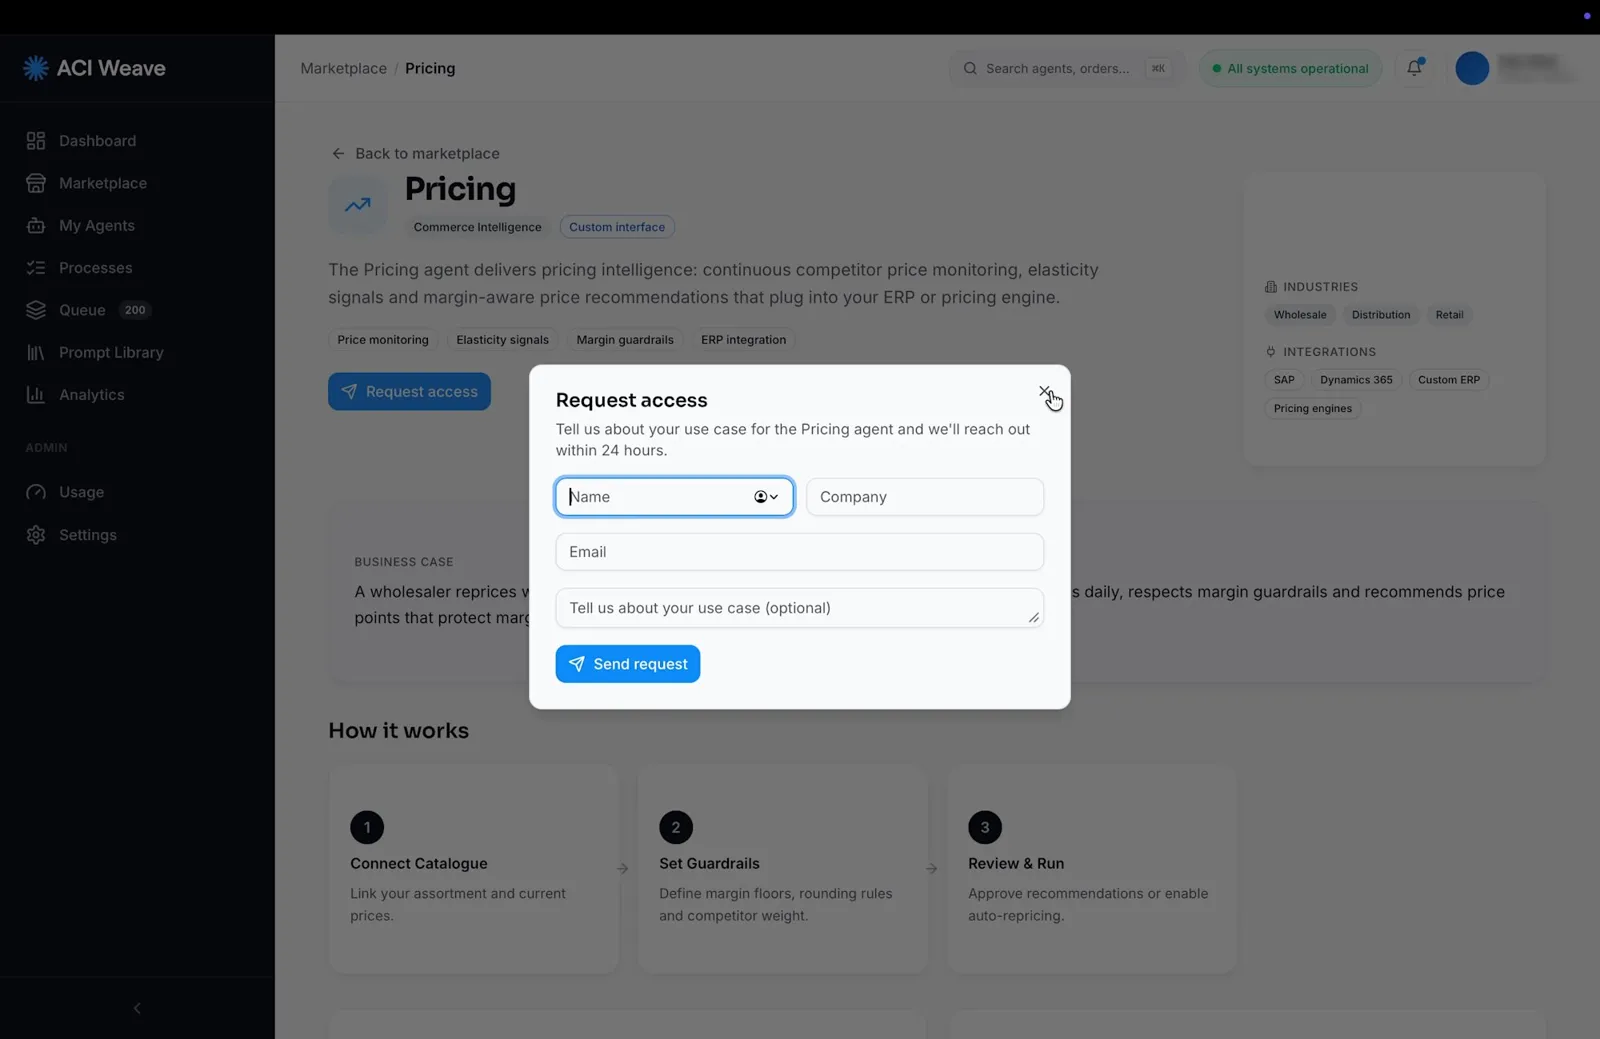 ACI Weave
Marketplace / Pricing
Search agents, orders... ⌘K
All systems operational
Dashboard
Marketplace
My Agents
Processes
Queue 200
Prompt Library
Analytics
ADMIN
Usage
Settings
Back to marketplace
Pricing
Commerce Intelligence Custom interface
The Pricing agent delivers pricing intelligence: continuous competitor price monitoring, elasticity
signals and margin-aware price recommendations that plug into your ERP or pricing engine.
Price monitoring Elasticity signals Margin guardrails ERP integration
Request access
INDUSTRIES
Wholesale Distribution Retail
INTEGRATIONS
SAP Dynamics 365 Custom ERP
Pricing engines
Request access
Tell us about your use case for the Pricing agent and we'll reach out
within 24 hours.
Name Company
Email
Tell us about your use case (optional)
Send request
BUSINESS CASE
A wholesaler reprices daily, respects margin guardrails and recommends price
points that protect
How it works
1
Connect Catalogue
Link your assortment and current
prices.
2
Set Guardrails
Define margin floors, rounding rules
and competitor weight.
3
Review & Run
Approve recommendations or enable
auto-repricing.